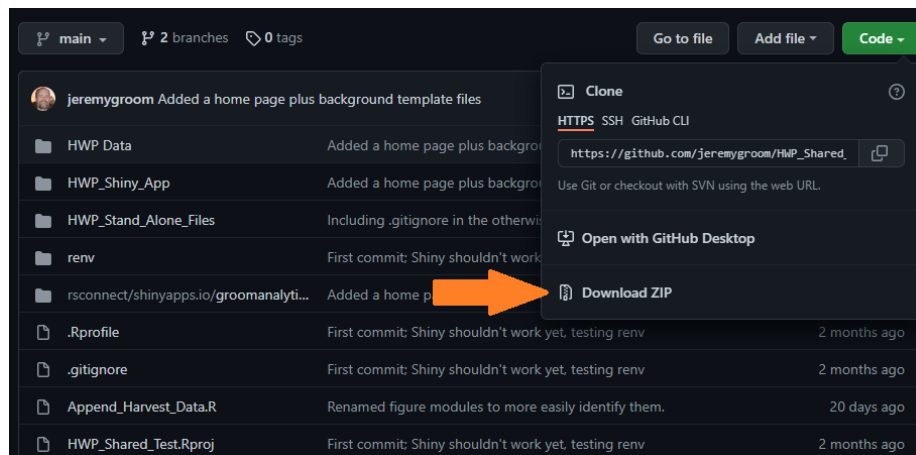 main 2 branches 0 tags Go to file Add file Code
jeremygroom Added a home page plus background template files
Clone
HTTPS SSH GitHub CLI
https://github.com/jeremygroom/HWP_Shared_
Use Git or checkout with SVN using the web URL.
Open with GitHub Desktop
Download ZIP
HWP Data Added a home page plus backgro
HWP_Shiny_App Added a home page plus backgro
HWP_Stand_Alone_Files Including .gitignore in the otherwis
renv First commit; Shiny shouldn't work
rsconnect/shinyapps.io/groomanalyti... Added a home p
.Rprofile First commit; Shiny shouldn't work yet, testing renv 2 months ago
.gitignore First commit; Shiny shouldn't work yet, testing renv 2 months ago
Append_Harvest_Data.R Renamed figure modules to more easily identify them. 20 days ago
HWP_Shared_Test.Rproj First commit; Shiny shouldn't work yet, testing renv 2 months ago